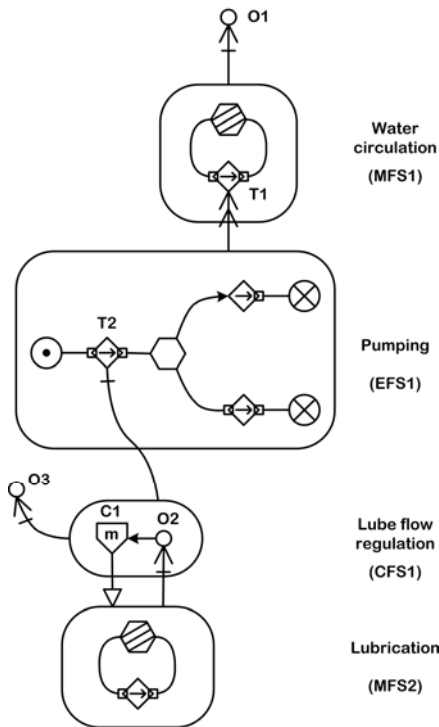 O1
Water
circulation
(MFS1)
T1
T2
Pumping
(EFS1)
O3
C1
O2
m
Lube flow
regulation
(CFS1)
Lubrication
(MFS2)